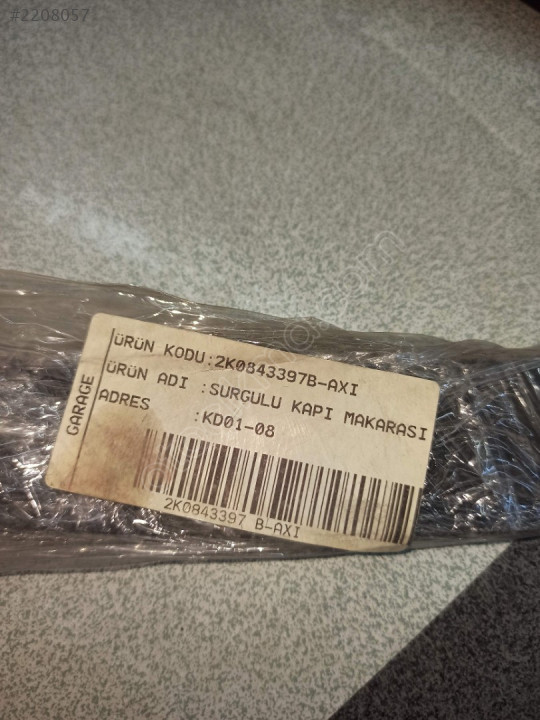 #2208057
GARAGE
ÜRÜN KODU:2K0843397B-AXI
ÜRÜN ADI :SURGULU KAPI MAKARASI
ADRES :KD01-08
2K0843397 B-AXI